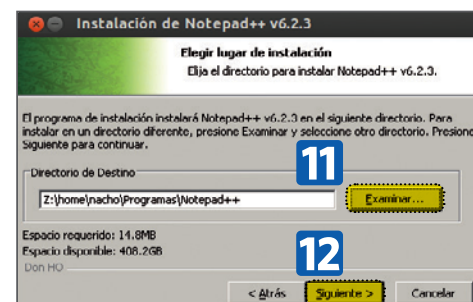 Instalación de Notepad++ v6.2.3
Elegir lugar de instalación
Elija el directorio para instalar Notepad++ v6.2.3.
El programa de instalación instalará Notepad++ v6.2.3 en el siguiente directorio. Para
instalar en un directorio diferente, presione Examinar y seleccione otro directorio. Presione
Siguiente para continuar.
11
Directorio de Destino
Z:\home\nacho\Programas\Notepad++
Examinar...
Espacio requerido: 14.8MB
Espacio disponible: 408.2GB
12
Don HO
< Atrás
Siguiente >
Cancelar